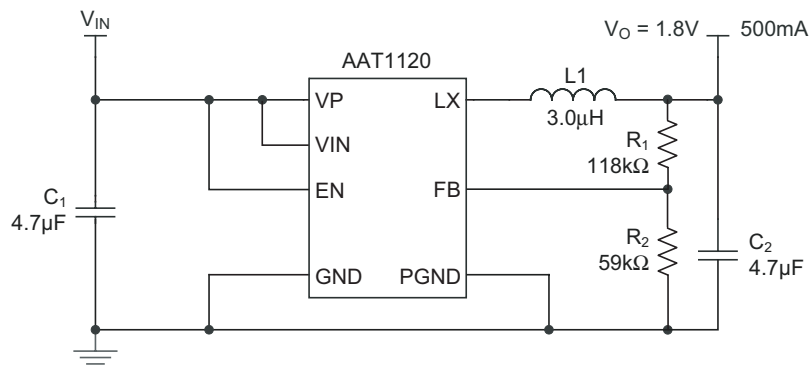 V_IN
V_O = 1.8V 500mA
AAT1120
L1
3.0μH
VP
LX
VIN
EN
FB
GND
PGND
R_1
118kΩ
R_2
59kΩ
C_1
4.7μF
C_2
4.7μF